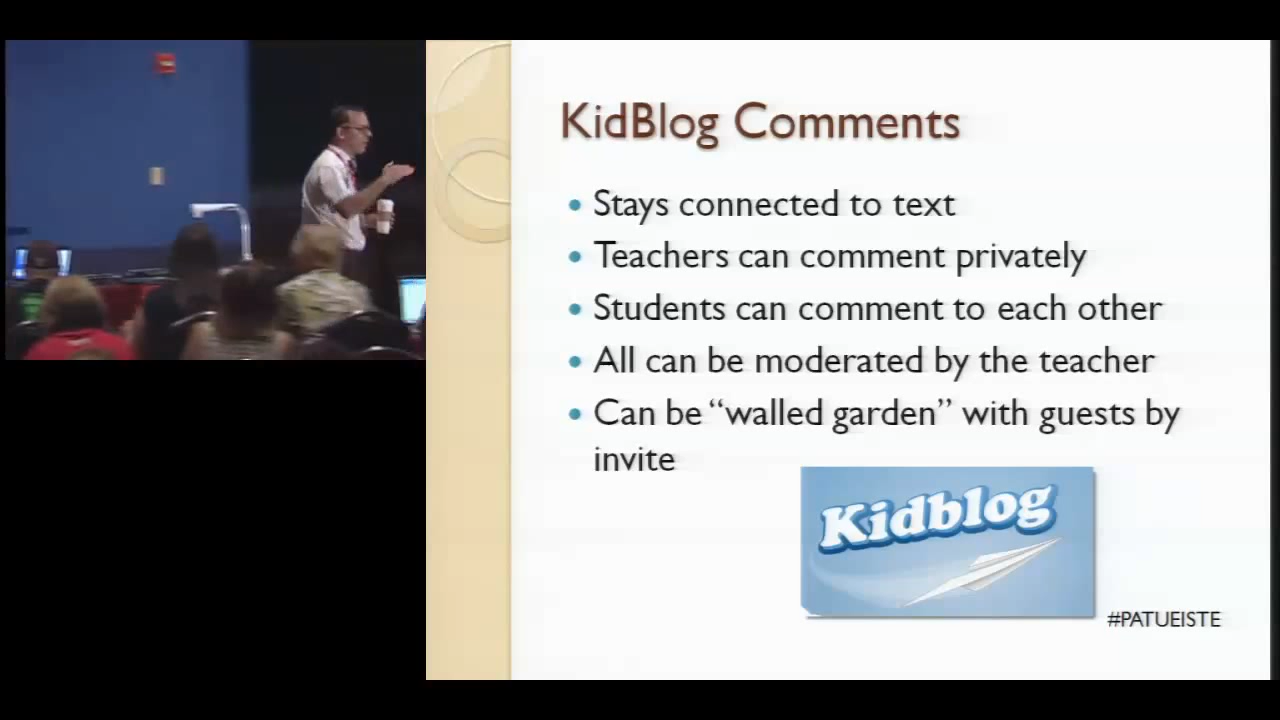 KidBlog Comments
• Stays connected to text
• Teachers can comment privately
• Students can comment to each other
• All can be moderated by the teacher
• Can be “walled garden” with guests by
invite
Kidblog
#PATUEISTE